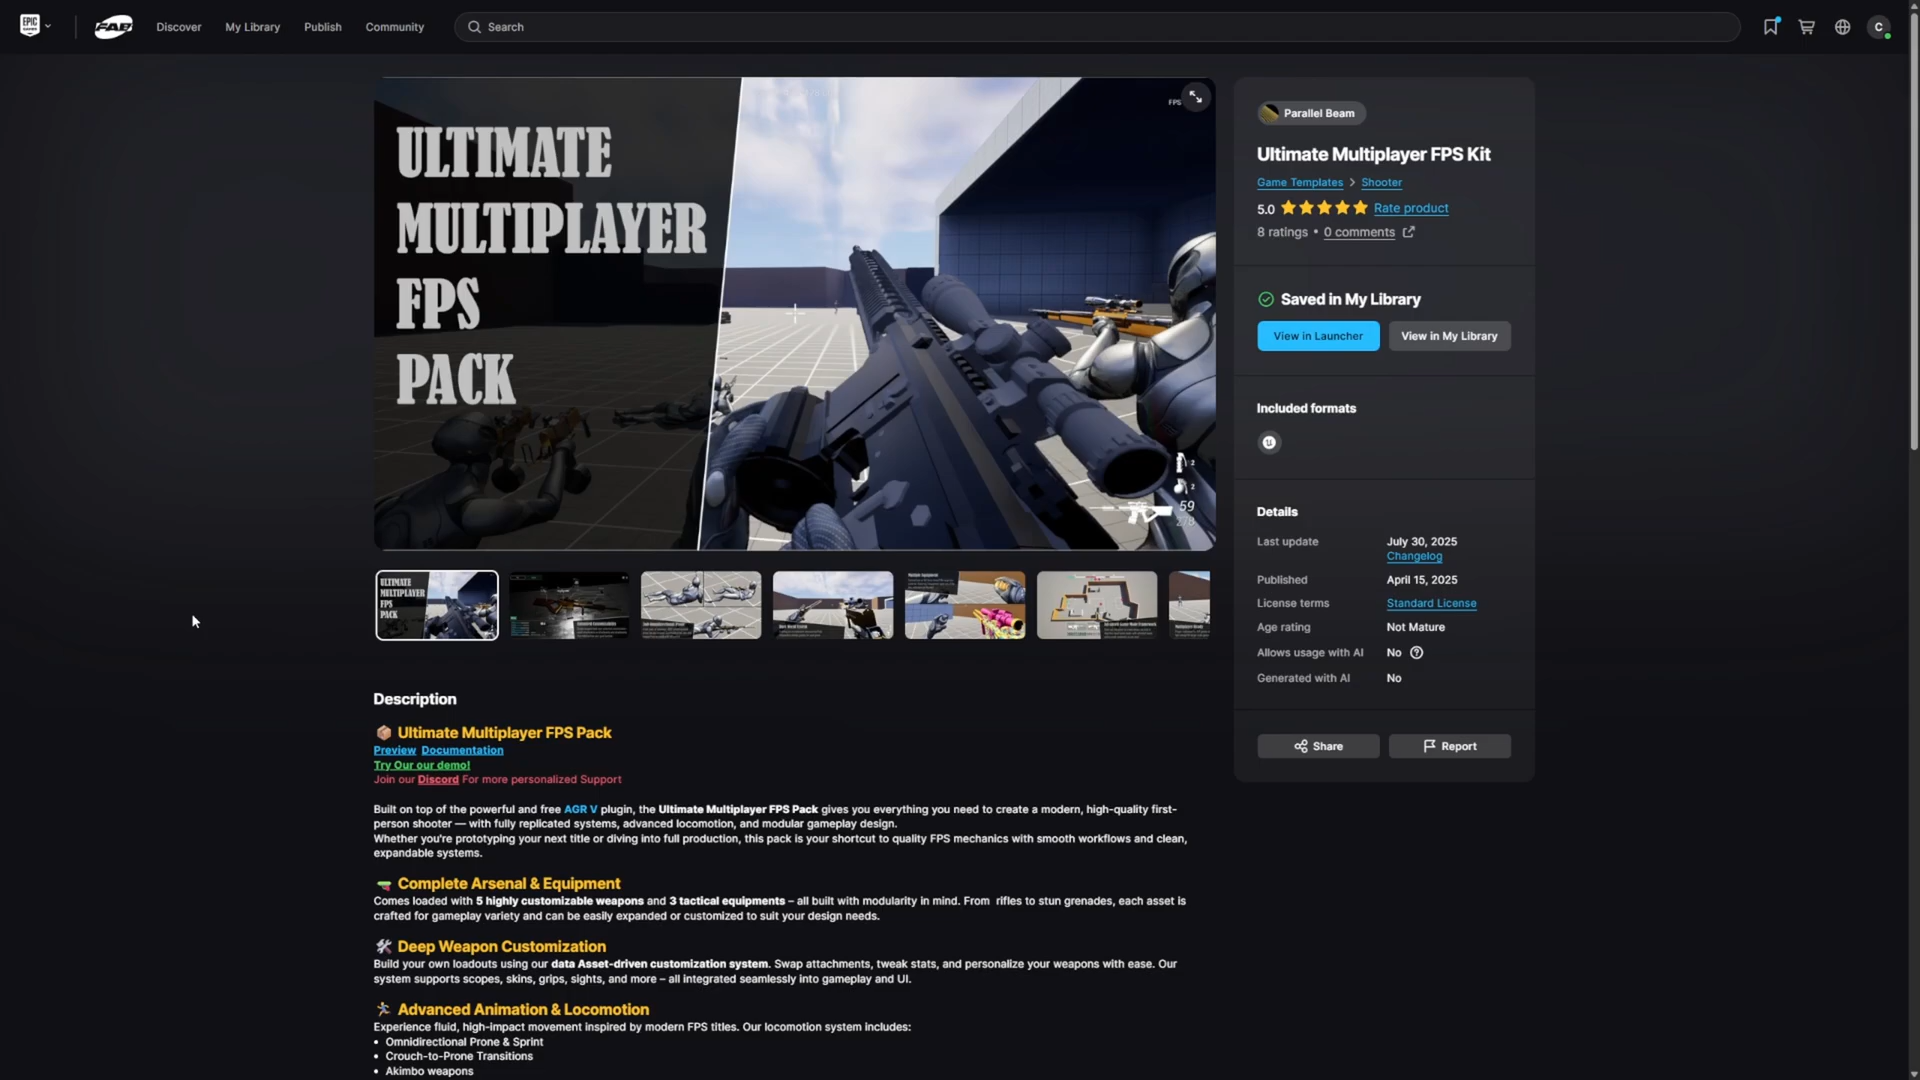 EPIC GAMES
FAB
Discover
My Library
Publish
Community
Search
C
ULTIMATE
MULTIPLAYER
FPS
PACK
FPS
2
2
59
ULTIMATE
MULTIPLAYER
FPS
PACK
Parallel Beam
Ultimate Multiplayer FPS Kit
Game Templates > Shooter
5.0 Rate product
8 ratings • 0 comments
Saved in My Library
View in Launcher
View in My Library
Included formats
Details
Last update July 30, 2025
Changelog
Published April 15, 2025
License terms Standard License
Age rating Not Mature
Allows usage with AI No ?
Generated with AI No
Share
Report
Description
Ultimate Multiplayer FPS Pack
Preview Documentation
Try Our our demo!
Join our Discord For more personalized Support
Built on top of the powerful and free AGR V plugin, the Ultimate Multiplayer FPS Pack gives you everything you need to create a modern, high-quality first-
person shooter — with fully replicated systems, advanced locomotion, and modular gameplay design.
Whether you're prototyping your next title or diving into full production, this pack is your shortcut to quality FPS mechanics with smooth workflows and clean,
expandable systems.
Complete Arsenal & Equipment
Comes loaded with 5 highly customizable weapons and 3 tactical equipments – all built with modularity in mind. From rifles to stun grenades, each asset is
crafted for gameplay variety and can be easily expanded or customized to suit your design needs.
Deep Weapon Customization
Build your own loadouts using our data Asset-driven customization system. Swap attachments, tweak stats, and personalize your weapons with ease. Our
system supports scopes, skins, grips, sights, and more – all integrated seamlessly into gameplay and UI.
Advanced Animation & Locomotion
Experience fluid, high-impact movement inspired by modern FPS titles. Our locomotion system includes:
• Omnidirectional Prone & Sprint
• Crouch-to-Prone Transitions
• Akimbo weapons